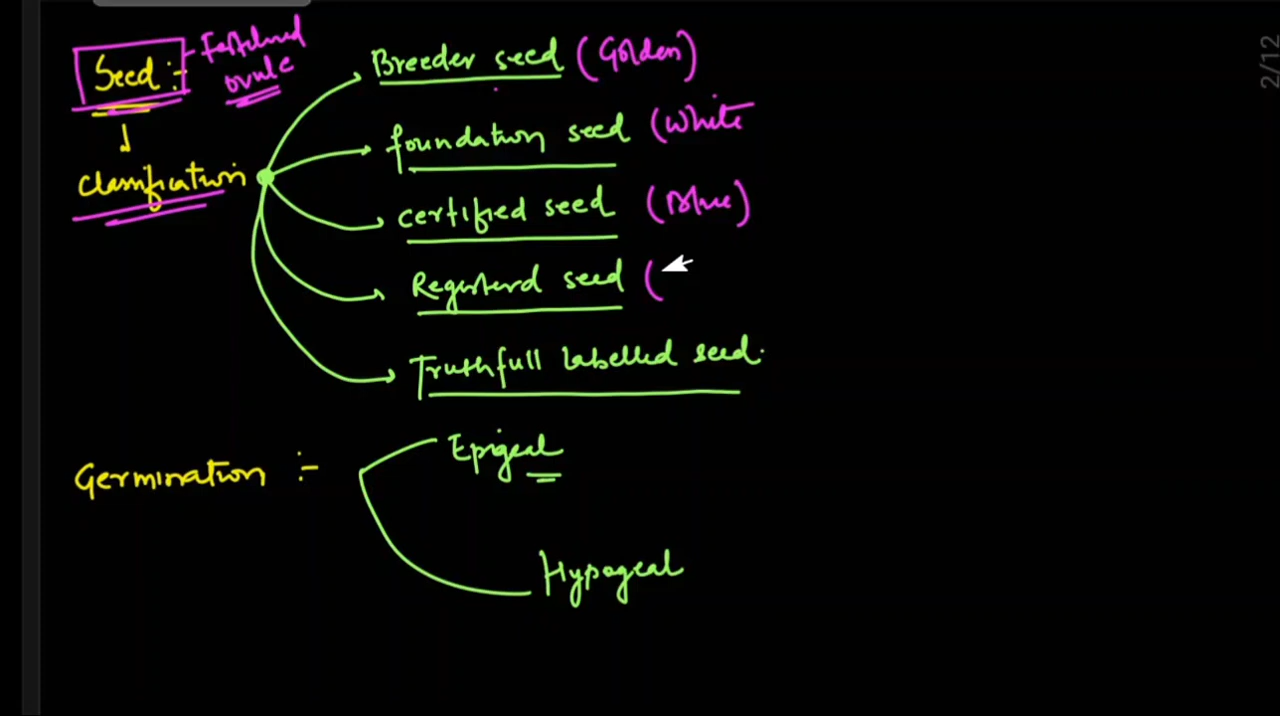 Seed :- Fertilized
ovule
Classification
Breeder seed (Golden)
foundation seed (White
certified seed (Blue)
Registerd seed (
Truthfull labelled seed.
Germination :-
Epigeal
Hypogeal
2/12